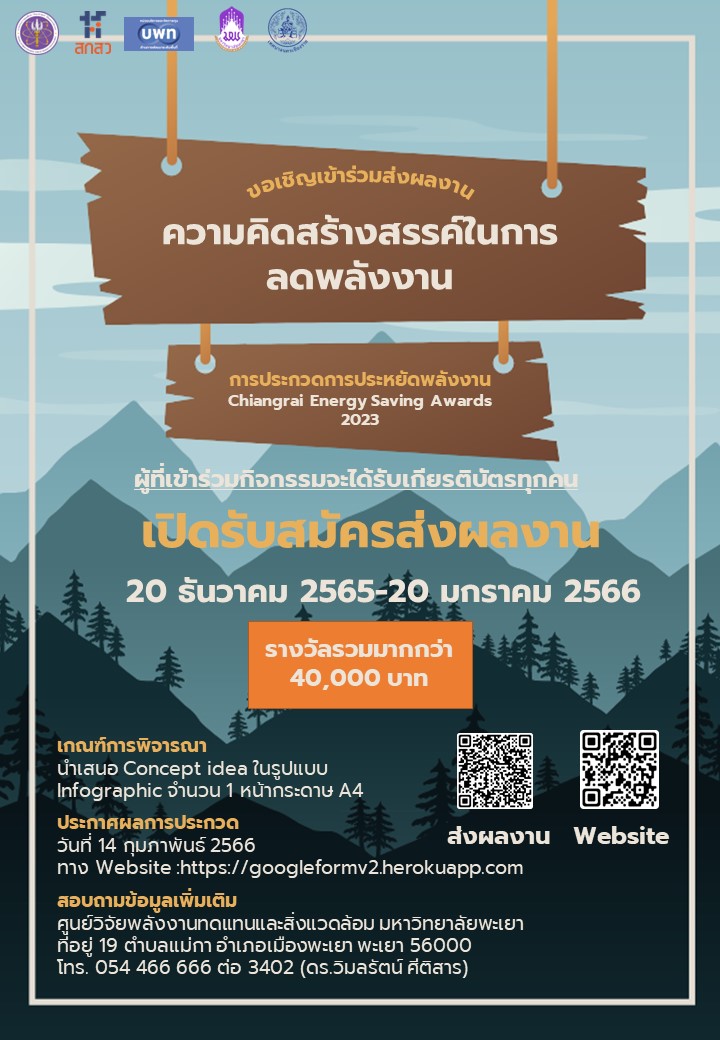 สกสว
บพท
ขอเชิญเข้าร่วมส่งผลงาน
ความคิดสร้างสรรค์ในการ
ลดพลังงาน
การประกวดการประหยัดพลังงาน
Chiangrai Energy Saving Awards
2023
ผู้ที่เข้าร่วมกิจกรรมจะได้รับเกียรติบัตรทุกคน
เปิดรับสมัครส่งผลงาน
20 ธันวาคม 2565-20 มกราคม 2566
รางวัลรวมมากกว่า
40,000 บาท
เกณฑ์การพิจารณา
นำเสนอ Concept idea ในรูปแบบ
Infographic จำนวน 1 หน้ากระดาษ A4
ส่งผลงาน
Website
ประกาศผลการประกวด
วันที่ 14 กุมภาพันธ์ 2566
ทาง Website :https://googleformv2.herokuapp.com
สอบถามข้อมูลเพิ่มเติม
ศูนย์วิจัยพลังงานทดแทนและสิ่งแวดล้อม มหาวิทยาลัยพะเยา
ที่อยู่ 19 ตำบลแม่กา อำเภอเมืองพะเยา พะเยา 56000
โทร. 054 466 666 ต่อ 3402 (ดร.วิมลรัตน์ ศีติสาร)